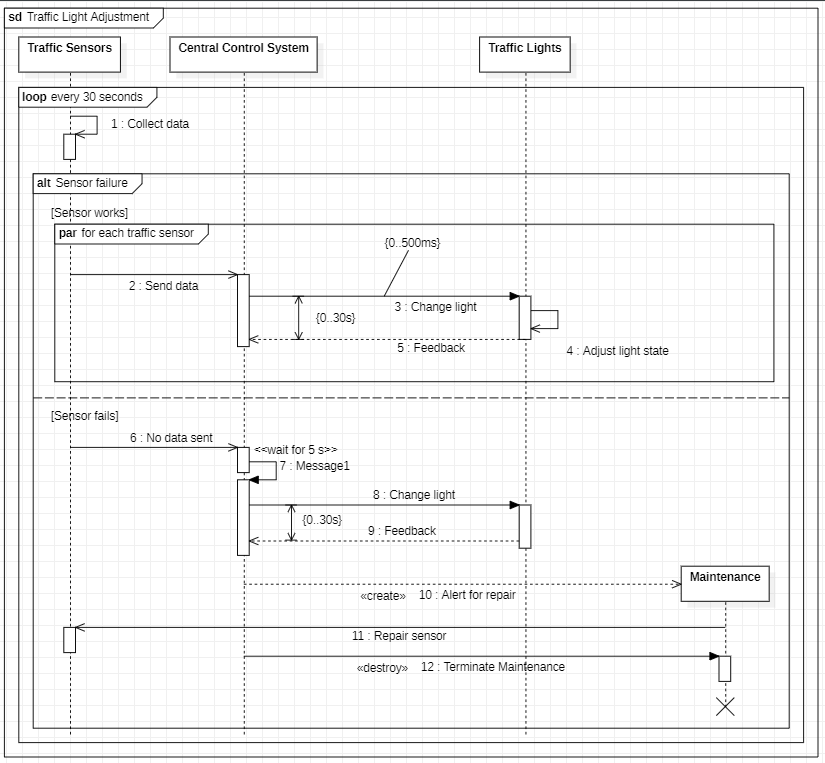 sd Traffic Light Adjustment
Traffic Sensors
Central Control System
Traffic Lights
loop every 30 seconds
1 : Collect data
alt Sensor failure
[Sensor works]
par for each traffic sensor
{0..500ms}
2 : Send data
3 : Change light
{0..30s}
5 : Feedback
4 : Adjust light state
[Sensor fails]
6 : No data sent
<<wait for 5 s>>
7 : Message1
8 : Change light
{0..30s}
9 : Feedback
Maintenance
«create» 10 : Alert for repair
11 : Repair sensor
«destroy» 12 : Terminate Maintenance